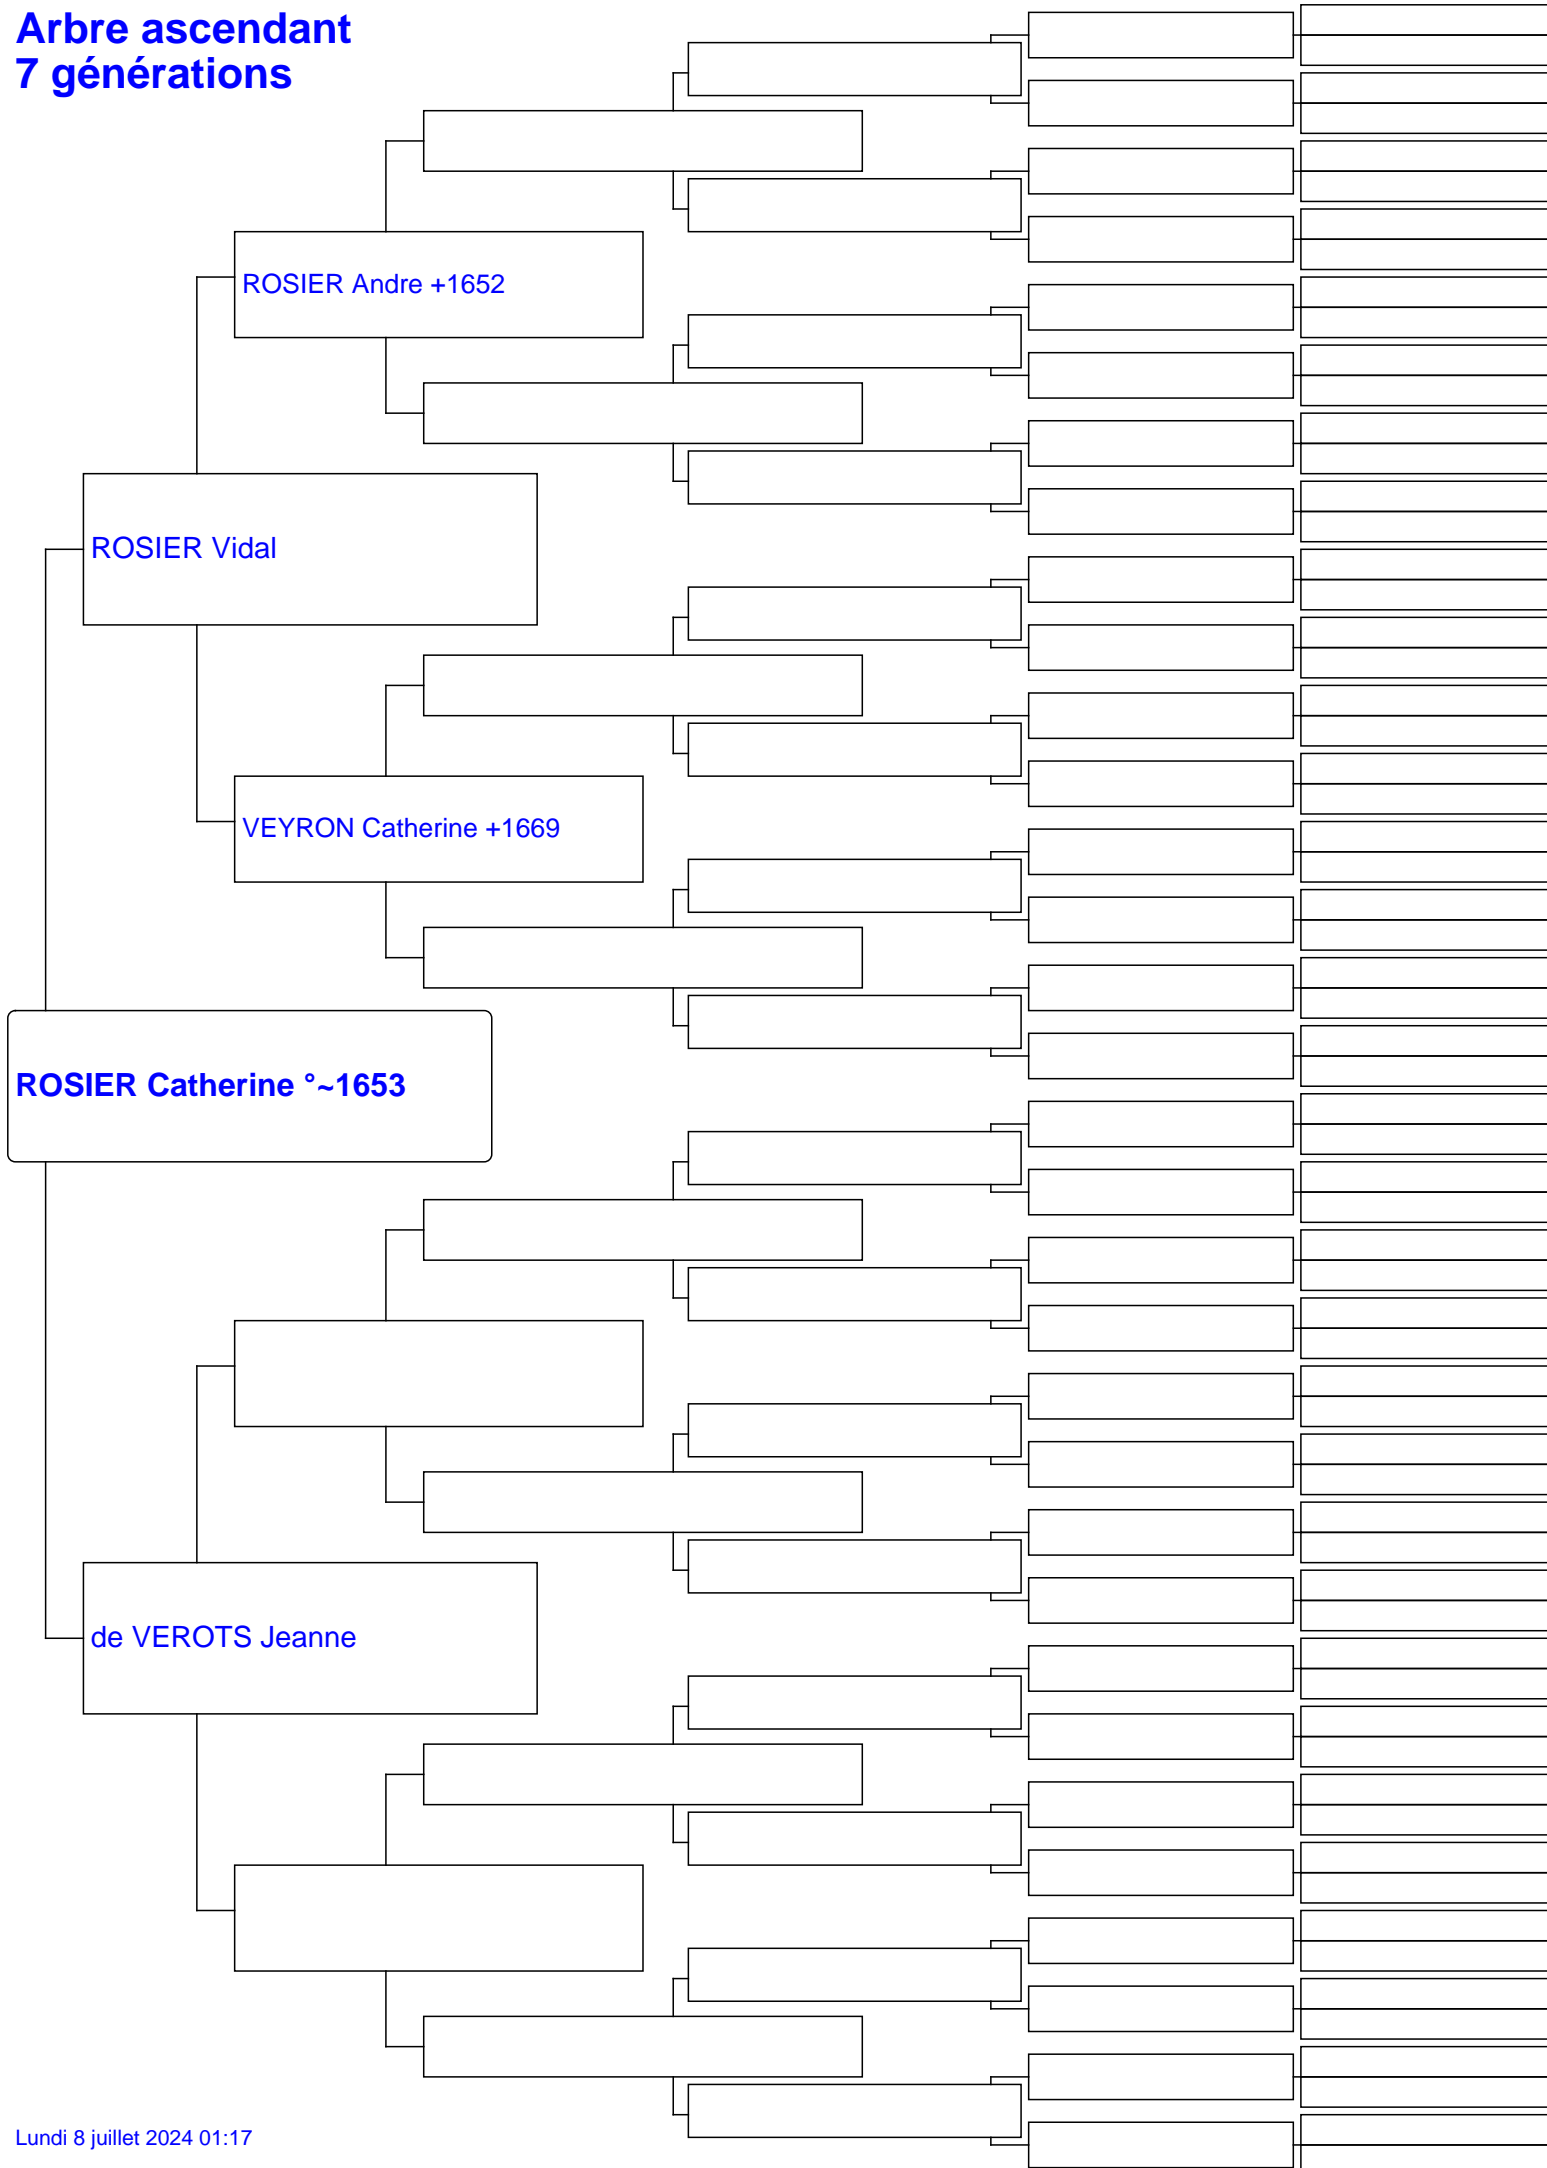 Arbre ascendant
7 générations
ROSIER Andre +1652
ROSIER Vidal
VEYRON Catherine +1669
ROSIER Catherine °~1653
de VEROTS Jeanne
Lundi 8 juillet 2024 01:17